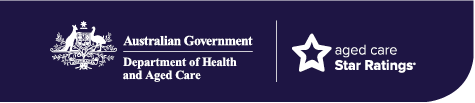 Australian Government
Department of Health
and Aged Care
aged care
Star Ratings